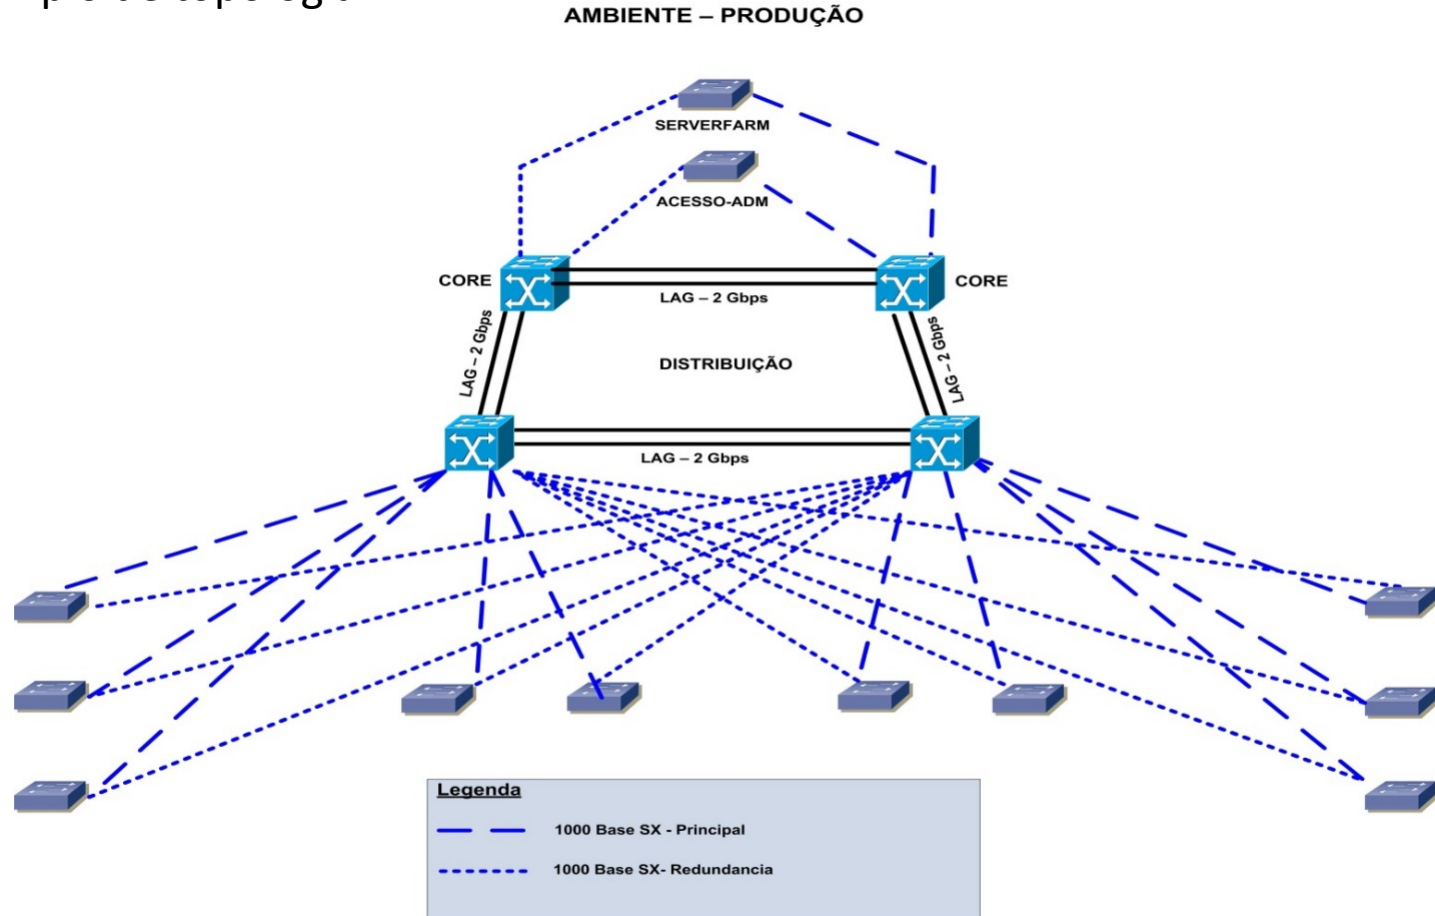 AMBIENTE – PRODUÇÃO
SERVERFARM
ACESSO-ADM
CORE
CORE
LAG – 2 Gbps
LAG – 2 Gbps
LAG – 2 Gbps
DISTRIBUIÇÃO
LAG – 2 Gbps
Legenda
1000 Base SX - Principal
1000 Base SX- Redundancia